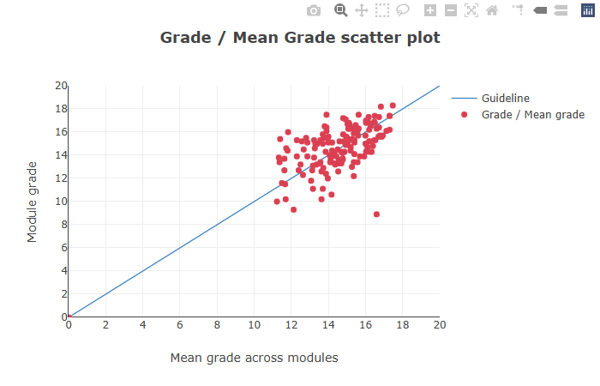 Grade / Mean Grade scatter plot
20
18
16
14
12
10
8
6
4
2
0
0 2 4 6 8 10 12 14 16 18 20
Module grade
Mean grade across modules
Guideline
Grade / Mean grade